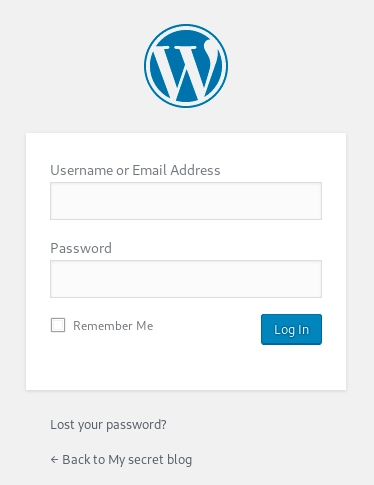 Username or Email Address
Password
Remember Me
Log In
Lost your password?
← Back to My secret blog